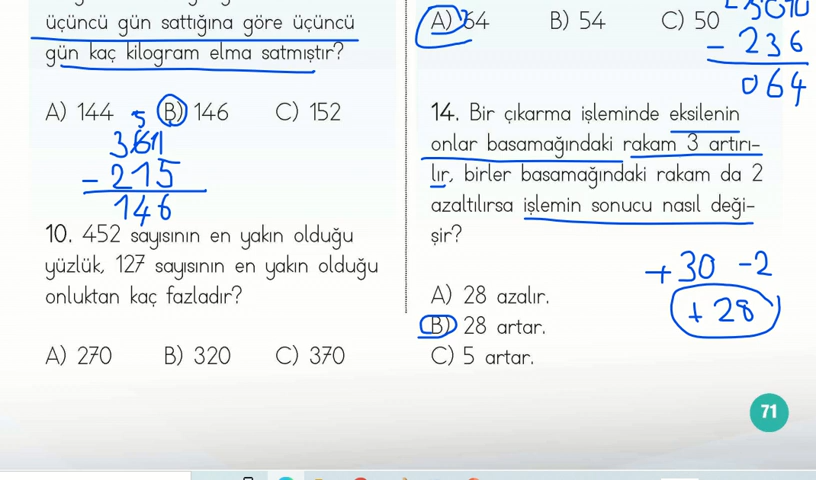 üçüncü gün sattığına göre üçüncü
gün kaç kilogram elma satmıştır?
A) 144 B) 146 C) 152
5
361
- 215
146
10. 452 sayısının en yakın olduğu
yüzlük, 127 sayısının en yakın olduğu
onluktan kaç fazladır?
A) 270 B) 320 C) 370
A) 64 B) 54 C) 50
- 236
064
14. Bir çıkarma işleminde eksilenin
onlar basamağındaki rakam 3 artırı-
lır, birler basamağındaki rakam da 2
azaltılırsa işlemin sonucu nasıl deği-
şir?
+30 -2
+ 28
A) 28 azalır.
B) 28 artar.
C) 5 artar.
71